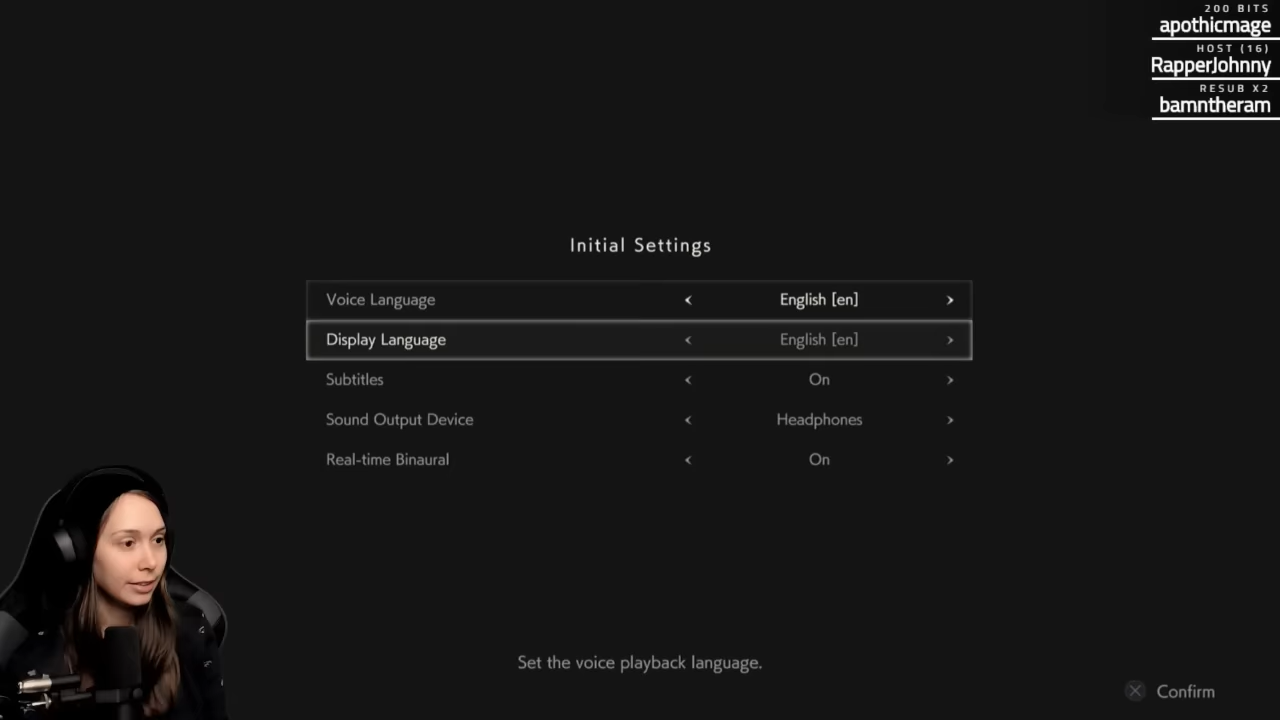 200 BITS
apothicmage
HOST (16)
RapperJohnny
RESUB X2
bamntheram
Initial Settings
Voice Language < English [en] >
Display Language < English [en] >
Subtitles < On >
Sound Output Device < Headphones >
Real-time Binaural < On >
Set the voice playback language.
Confirm